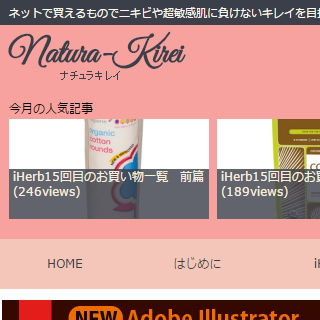 ネットで買えるものでニキビや超敏感肌に負けないキレイを目
Natura-Kirei
ナチュラキレイ
今月の人気記事
organic
cotton
rounds
iHerb15回目のお買い物一覧　前篇
(246views)
iHerb15回目のお
(189views)
HOME
はじめに
NEW Adobe Illustrator